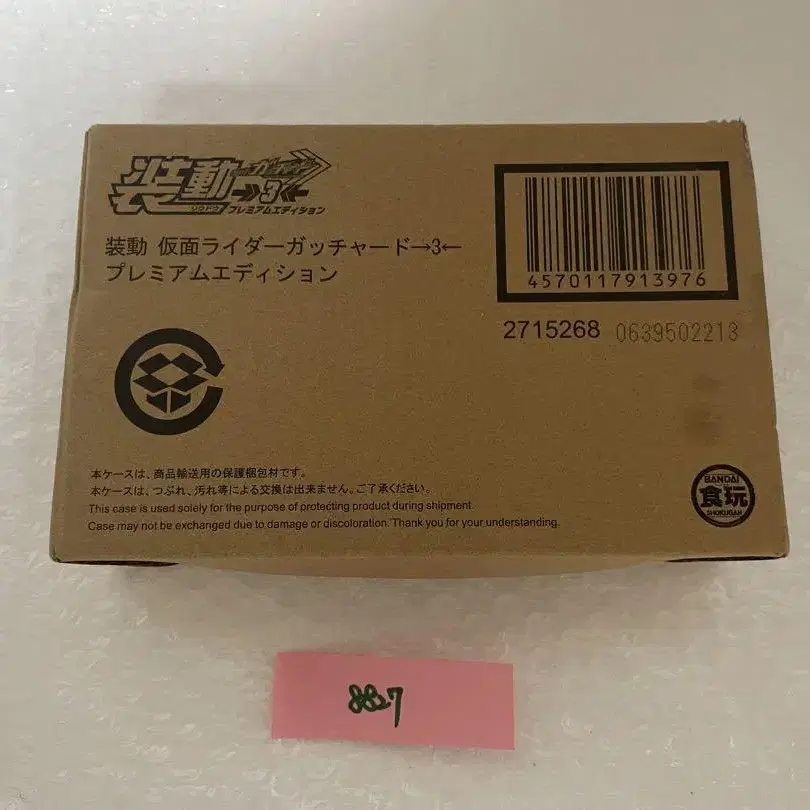 装動 ガッチャード
→3←
ソウドウ プレミアムエディション
装動 仮面ライダーガッチャード→3←
プレミアムエディション
4570117913976
2715268 0639502213
本ケースは、商品輸送用の保護梱包材です。
本ケースは、つぶれ、汚れ等による交換は出来ません。ご了承ください。
This case is used solely for the purpose of protecting product during shipment.
Case may not be exchanged due to damage or discoloration. Thank you for your understanding.
BANDAI
食玩
SHOKUGAN
8827